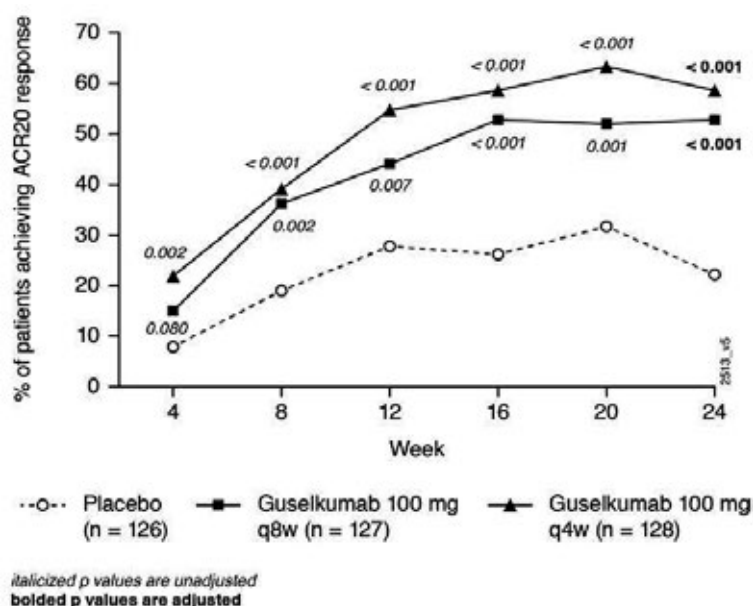 % of patients achieving ACR20 response
70
60
50
40
30
20
10
0
0.002
< 0.001
< 0.001
< 0.001
< 0.001
< 0.001
0.080
0.002
0.007
< 0.001
0.001
< 0.001
2513_v5
4
8
12
16
20
24
Week
Placebo
(n = 126)
Guselkumab 100 mg
q8w (n = 127)
Guselkumab 100 mg
q4w (n = 128)
italicized p values are unadjusted
bolded p values are adjusted